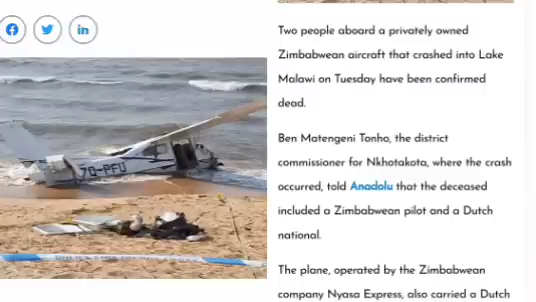 7Q-PFU
Two people aboard a privately owned
Zimbabwean aircraft that crashed into Lake
Malawi on Tuesday have been confirmed
dead.
Ben Matengeni Tonho, the district
commissioner for Nkhotakota, where the crash
occurred, told Anadolu that the deceased
included a Zimbabwean pilot and a Dutch
national.
The plane, operated by the Zimbabwean
company Nyasa Express, also carried a Dutch